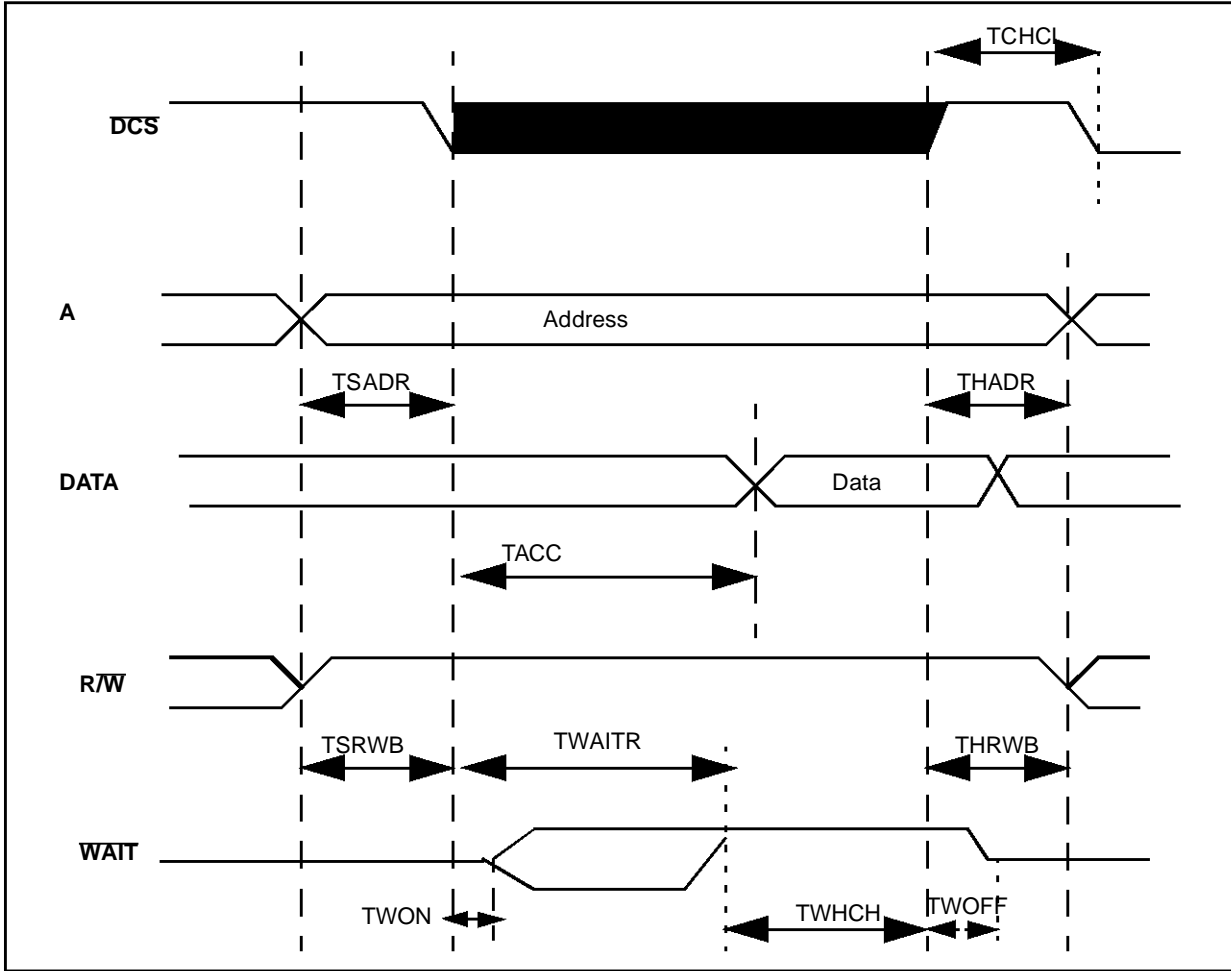 TCHCL
DCS
A
Address
TSADR
THADR
DATA
Data
TACC
R/W
TSRWB
TWAITR
THRWB
WAIT
TWON
TWHCH
TWOFF